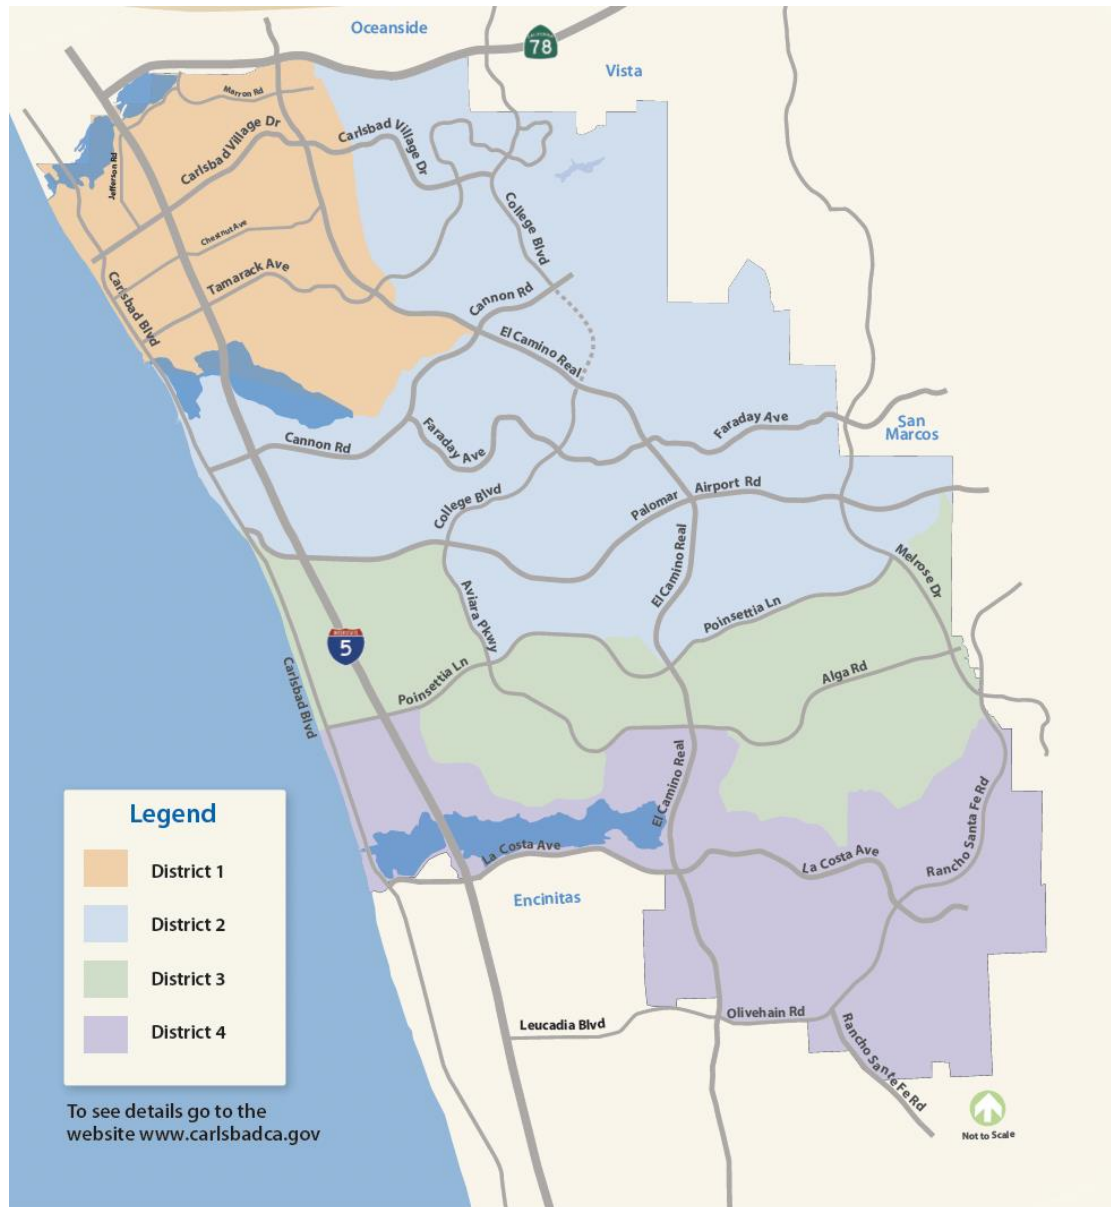 Oceanside
CALIFORNIA
78
Vista
Marron Rd
Carlsbad Village Dr
Carlsbad Village Dr
Jefferson Rd
College Blvd
Chestnut Ave
Tamarack Ave
Carlsbad Blvd
Cannon Rd
El Camino Real
San
Marcos
Faraday Ave
Faraday Ave
Cannon Rd
College Blvd
Palomar
Airport Rd
El Camino Real
Melrose Dr
Aviara Pkwy
Poinsettia Ln
INTERSTATE
5
Carlsbad Blvd
Poinsettia Ln
Alga Rd
El Camino Real
Rancho Santa Fe Rd
La Costa Ave
La Costa Ave
Encinitas
Legend
District 1
District 2
District 3
District 4
Leucadia Blvd
Olivehain Rd
Rancho Sante Fe Rd
To see details go to the
website www.carlsbadca.gov
Not to Scale